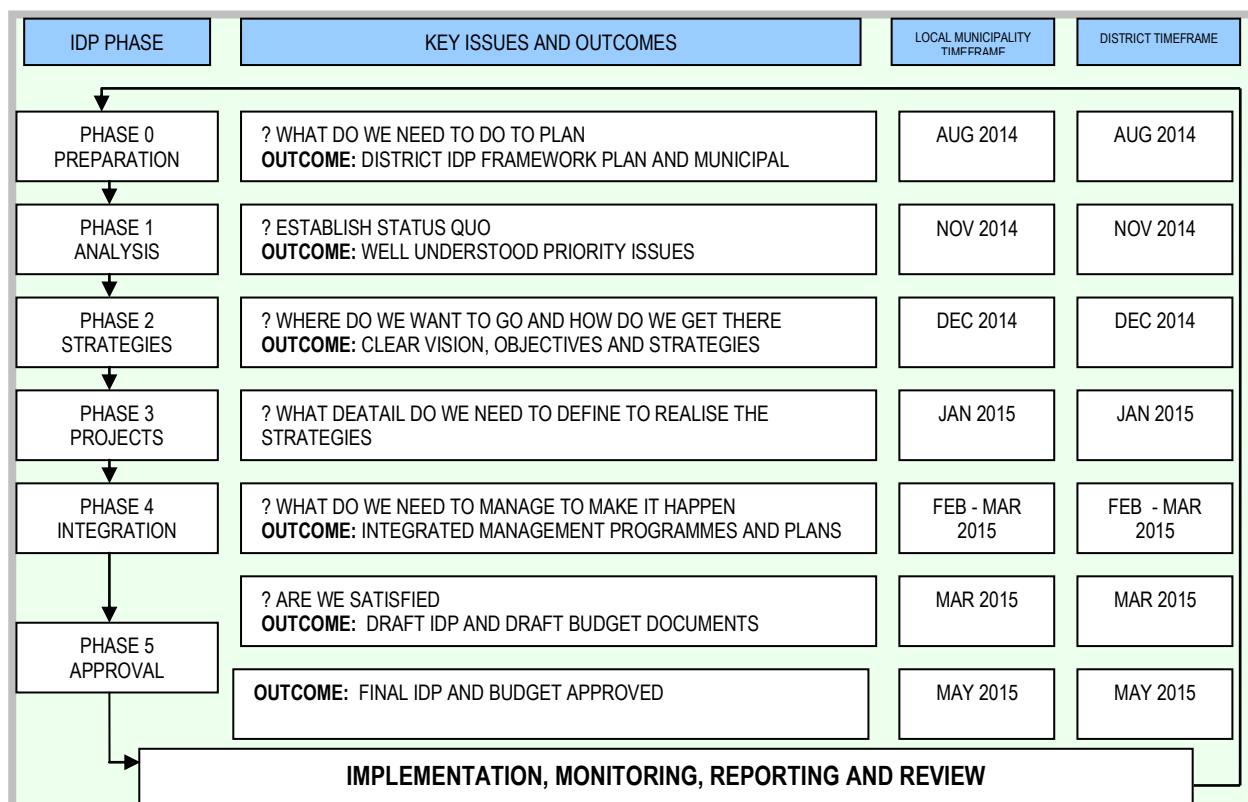 IDP PHASE
KEY ISSUES AND OUTCOMES
LOCAL MUNICIPALITY
TIMEFRAME
DISTRICT TIMEFRAME
PHASE 0
PREPARATION
? WHAT DO WE NEED TO DO TO PLAN
OUTCOME: DISTRICT IDP FRAMEWORK PLAN AND MUNICIPAL
AUG 2014
AUG 2014
PHASE 1
ANALYSIS
? ESTABLISH STATUS QUO
OUTCOME: WELL UNDERSTOOD PRIORITY ISSUES
NOV 2014
NOV 2014
PHASE 2
STRATEGIES
? WHERE DO WE WANT TO GO AND HOW DO WE GET THERE
OUTCOME: CLEAR VISION, OBJECTIVES AND STRATEGIES
DEC 2014
DEC 2014
PHASE 3
PROJECTS
? WHAT DEATAIL DO WE NEED TO DEFINE TO REALISE THE
STRATEGIES
JAN 2015
JAN 2015
PHASE 4
INTEGRATION
? WHAT DO WE NEED TO MANAGE TO MAKE IT HAPPEN
OUTCOME: INTEGRATED MANAGEMENT PROGRAMMES AND PLANS
FEB - MAR
2015
FEB - MAR
2015
PHASE 5
APPROVAL
? ARE WE SATISFIED
OUTCOME: DRAFT IDP AND DRAFT BUDGET DOCUMENTS
MAR 2015
MAR 2015
OUTCOME: FINAL IDP AND BUDGET APPROVED
MAY 2015
MAY 2015
IMPLEMENTATION, MONITORING, REPORTING AND REVIEW